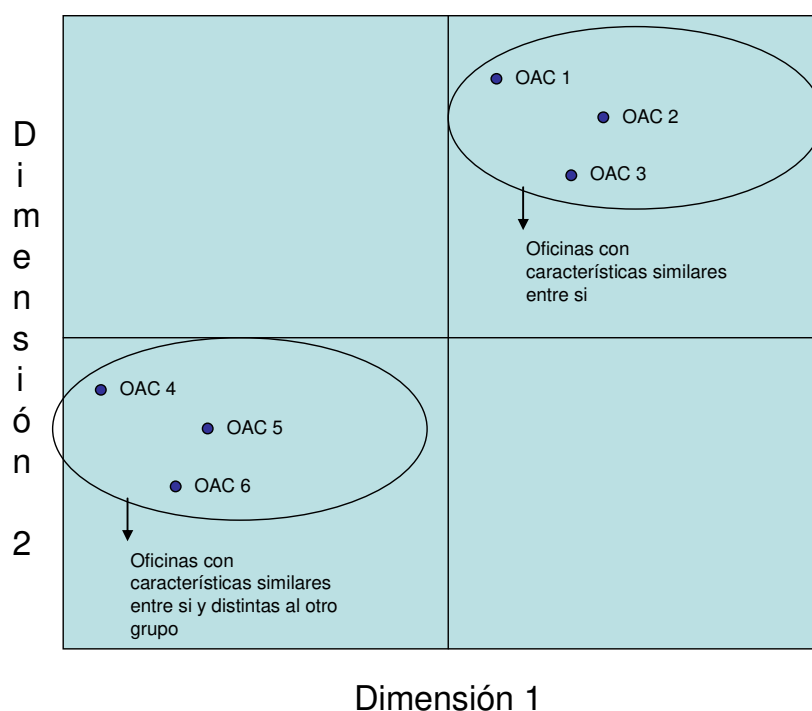 Dimensión 2
OAC 1
OAC 2
OAC 3
Oficinas con
características similares
entre si
OAC 4
OAC 5
OAC 6
Oficinas con
características similares
entre si y distintas al otro
grupo
Dimensión 1